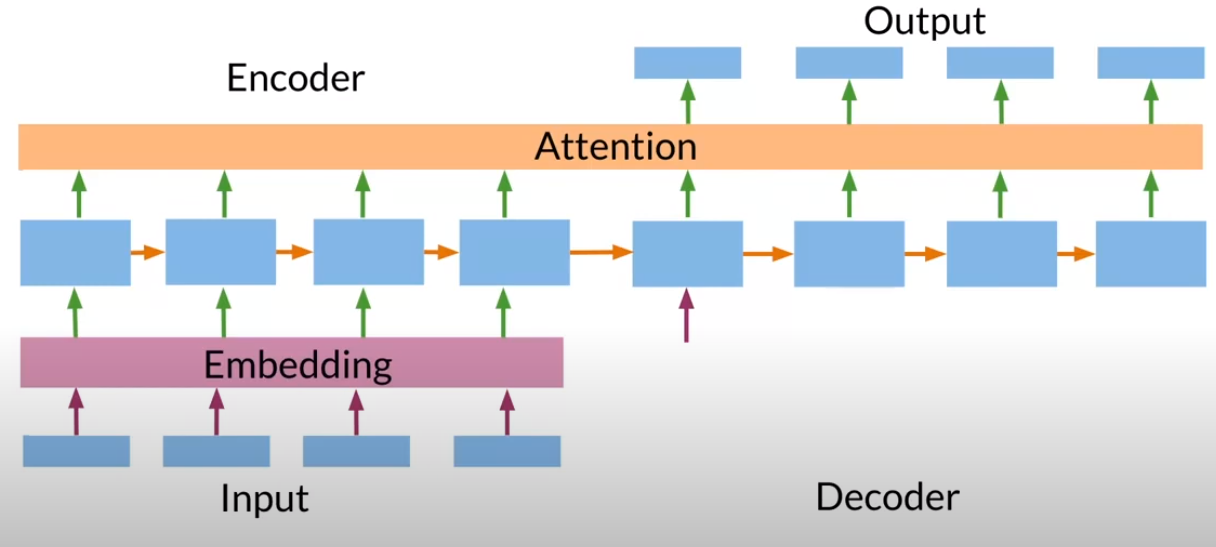 Output
Encoder
Attention
Embedding
Input
Decoder